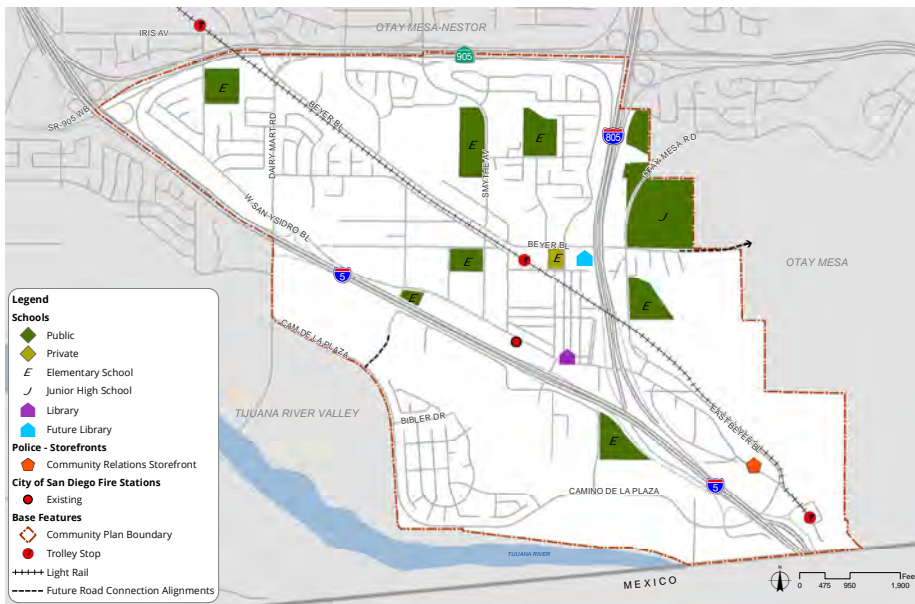 OTAY MESA-NESTOR
IRIS AV
T
905
SR-905 WB
E
BEYER BL
DAIRY MART RD
E
SMYTHE AV
E
805
OTAY MESA RD
J
W-SAN-YSIDRO BL
BEYER BL
T
E
E
OTAY MESA
5
E
E
CAM-DE-LA-PLAZA
TIJUANA RIVER VALLEY
BIBLER DR
EAST-BEYER BL
E
CAMINO DE LA PLAZA
5
T
TIJUANA RIVER
MEXICO
N
Legend
Schools
Public
Private
E Elementary School
J Junior High School
Library
Future Library
Police - Storefronts
Community Relations Storefront
City of San Diego Fire Stations
Existing
Base Features
Community Plan Boundary
T Trolley Stop
Light Rail
Future Road Connection Alignments
Fee
0 475 950 1,900